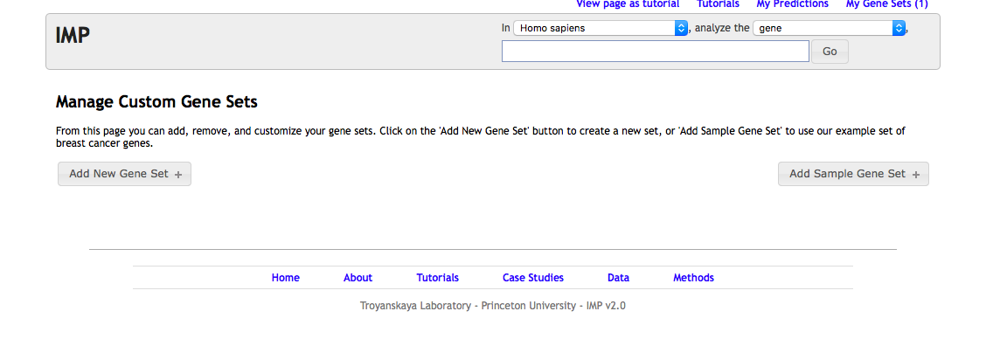 View page as tutorial Tutorials My Predictions My Gene Sets (1)
IMP
In Homo sapiens , analyze the gene ,
Go
Manage Custom Gene Sets
From this page you can add, remove, and customize your gene sets. Click on the 'Add New Gene Set' button to create a new set, or 'Add Sample Gene Set' to use our example set of
breast cancer genes.
Add New Gene Set + Add Sample Gene Set +
Home About Tutorials Case Studies Data Methods
Troyanskaya Laboratory - Princeton University - IMP v2.0